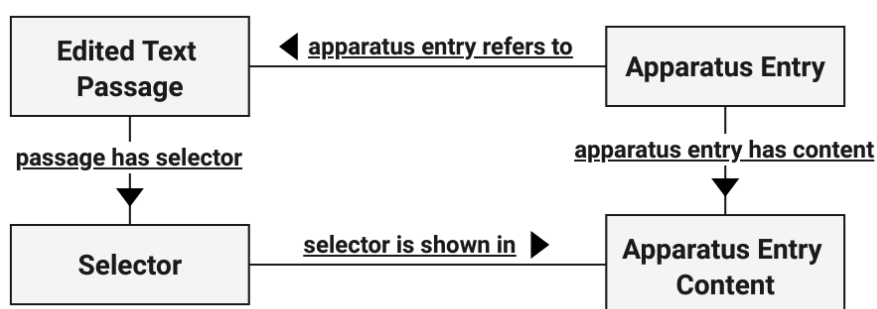 Edited Text
Passage
apparatus entry refers to
Apparatus Entry
passage has selector
apparatus entry has content
Selector
selector is shown in
Apparatus Entry
Content